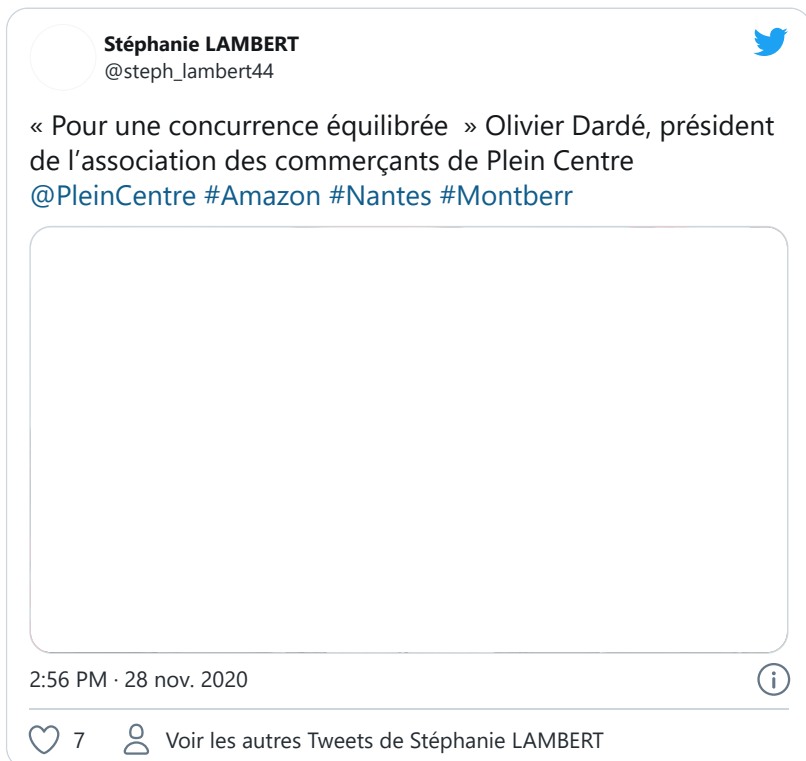 Stéphanie LAMBERT
@steph_lambert44
« Pour une concurrence équilibrée  » Olivier Dardé, président
de l’association des commerçants de Plein Centre
@PleinCentre #Amazon #Nantes #Montberr
2:56 PM · 28 nov. 2020
7
Voir les autres Tweets de Stéphanie LAMBERT